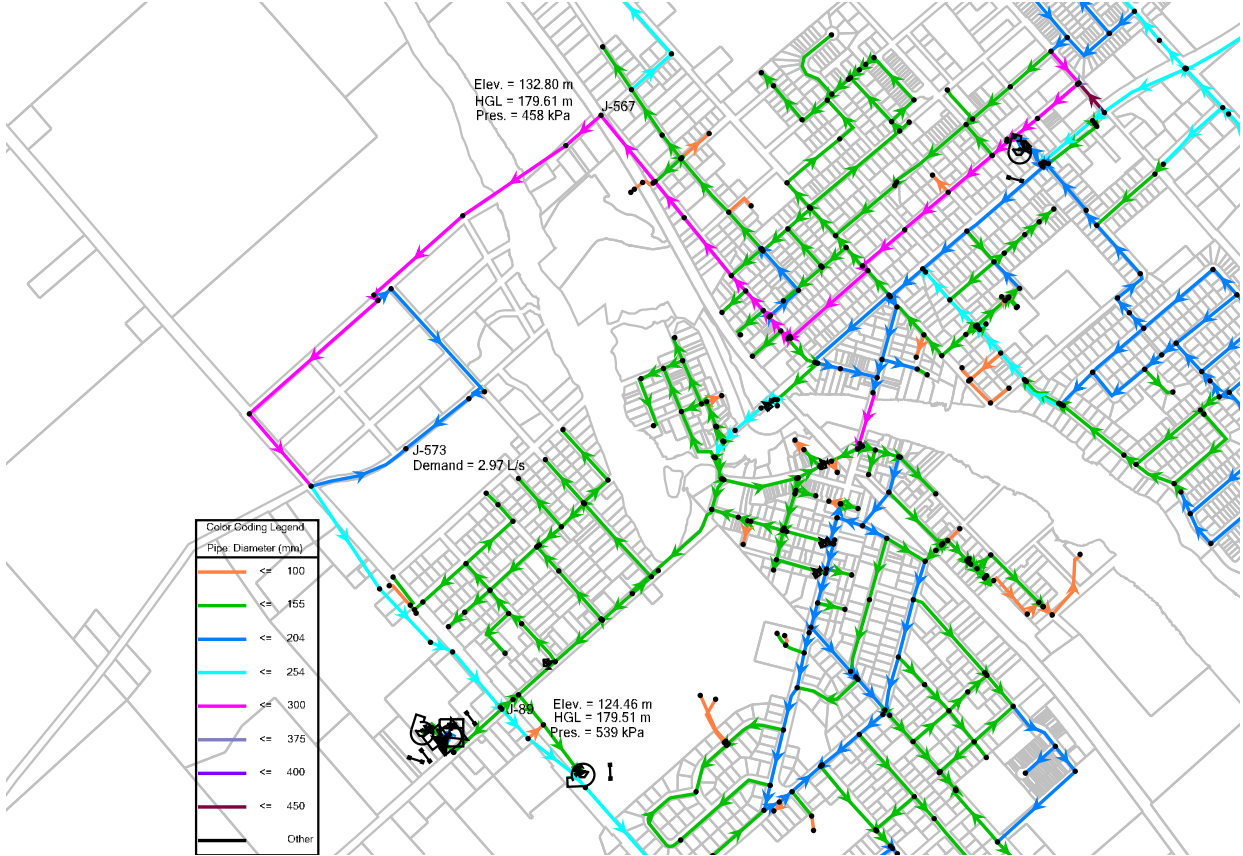 Elev. = 132.80 m
HGL = 179.61 m
Pres. = 458 kPa
J-567
J-573
Demand = 2.97 L/s
Color Coding Legend
Pipe: Diameter (mm)
<= 100
<= 155
<= 204
<= 254
<= 300
<= 375
<= 400
<= 450
Other
J-89
Elev. = 124.46 m
HGL = 179.51 m
Pres. = 539 kPa